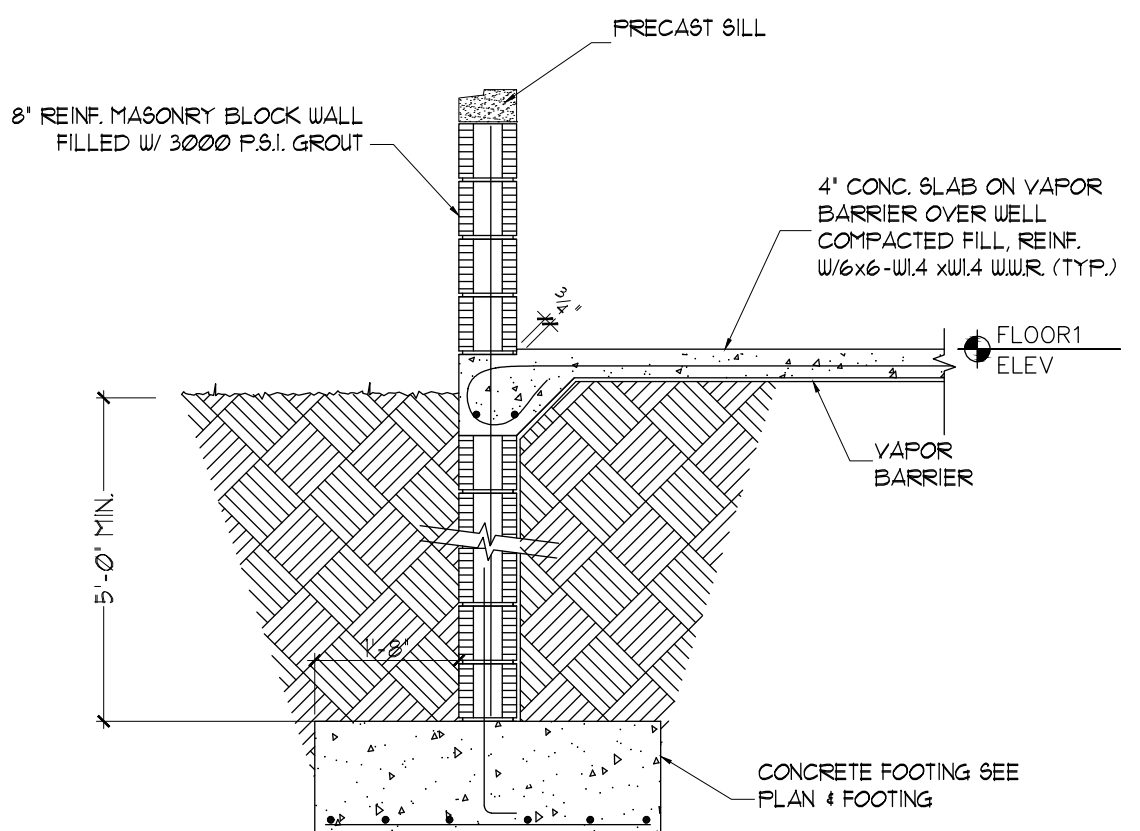 PRECAST SILL
8" REINF. MASONRY BLOCK WALL
FILLED W/ 3000 P.S.I. GROUT
4" CONC. SLAB ON VAPOR
BARRIER OVER WELL
COMPACTED FILL, REINF.
W/6x6-W1.4 xW1.4 W.W.R. (TYP.)
3/4"
FLOOR1
ELEV
VAPOR
BARRIER
5'-0" MIN.
1'-8"
CONCRETE FOOTING SEE
PLAN & FOOTING